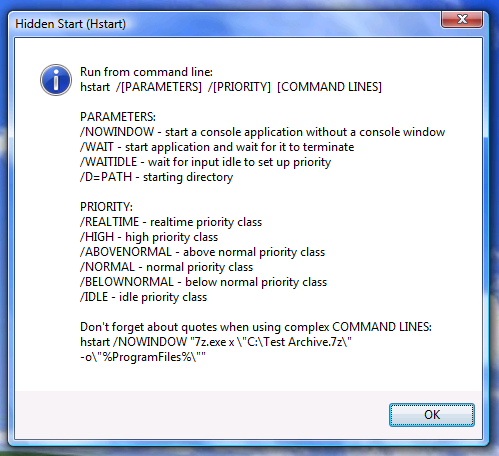 Hidden Start (Hstart)
Run from command line:
hstart /[PARAMETERS] /[PRIORITY] [COMMAND LINES]
PARAMETERS:
/NOWINDOW - start a console application without a console window
/WAIT - start application and wait for it to terminate
/WAITIDLE - wait for input idle to set up priority
/D=PATH - starting directory
PRIORITY:
/REALTIME - realtime priority class
/HIGH - high priority class
/ABOVENORMAL - above normal priority class
/NORMAL - normal priority class
/BELOWNORMAL - below normal priority class
/IDLE - idle priority class
Don't forget about quotes when using complex COMMAND LINES:
hstart /NOWINDOW "7z.exe x \"C:\Test Archive.7z\"
-o\"%ProgramFiles%\""
OK